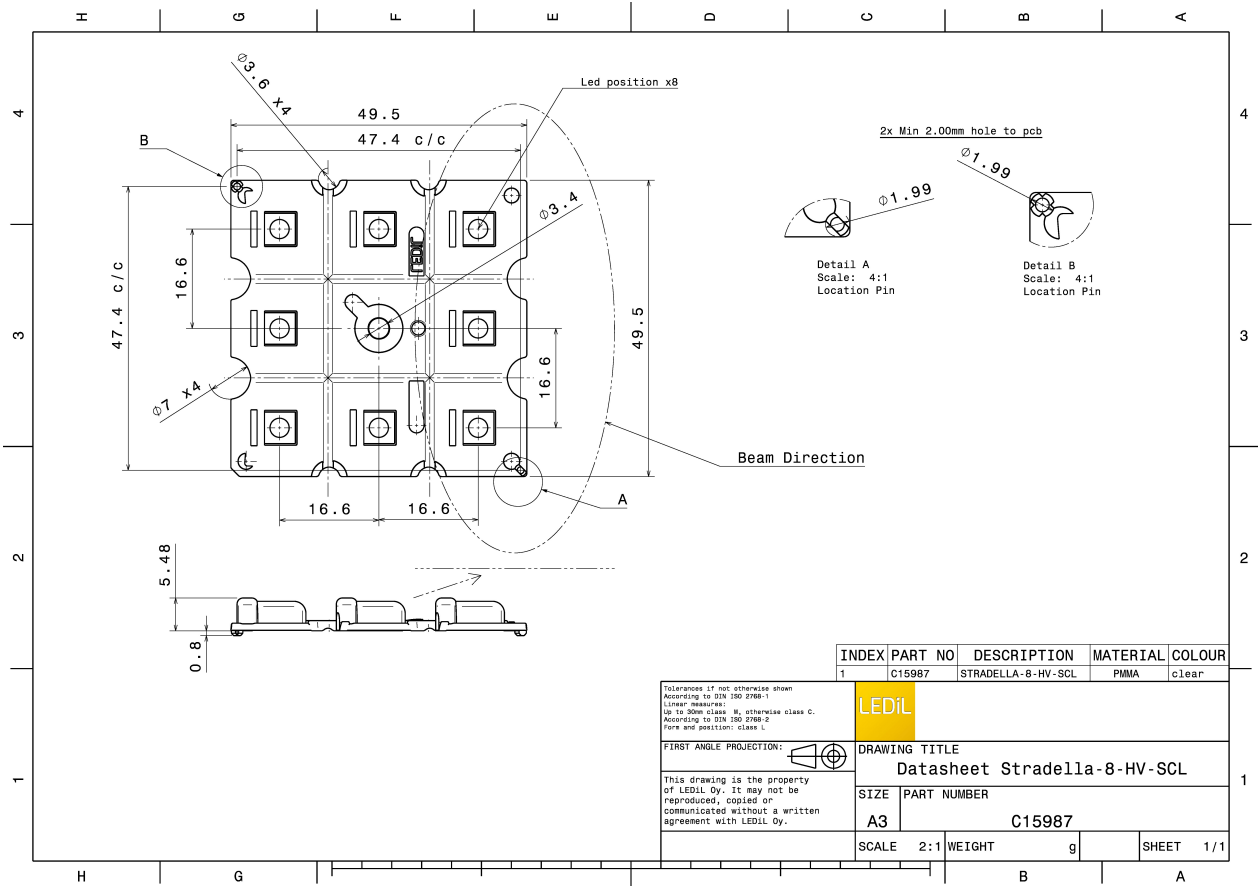 H G F E D C B A
4
Ø3.6 x4
Led position x8
49.5
47.4 c/c
B
2x Min 2.00mm hole to pcb
Ø1.99
Ø1.99
Ø3.4
Detail A
Scale: 4:1
Location Pin
Detail B
Scale: 4:1
Location Pin
LEDiL
16.6
47.4 c/c
49.5
16.6
Ø7 x4
Beam Direction
A
16.6
16.6
4
3
3
2
2
5.48
0.8
INDEX PART NO DESCRIPTION MATERIAL COLOUR
1 C15987 STRADELLA-8-HV-SCL PMMA clear
Tolerances if not otherwise shown
According to DIN ISO 2768-1
Linear measures:
Up to 30mm class M, otherwise class C.
According to DIN ISO 2768-2
Form and position: class L
LEDiL
FIRST ANGLE PROJECTION:
DRAWING TITLE
Datasheet Stradella-8-HV-SCL
This drawing is the property
of LEDiL Oy. It may not be
reproduced, copied or
communicated without a written
agreement with LEDiL Oy.
SIZE PART NUMBER
A3 C15987
SCALE 2:1 WEIGHT g SHEET 1/1
1
1
H G B A